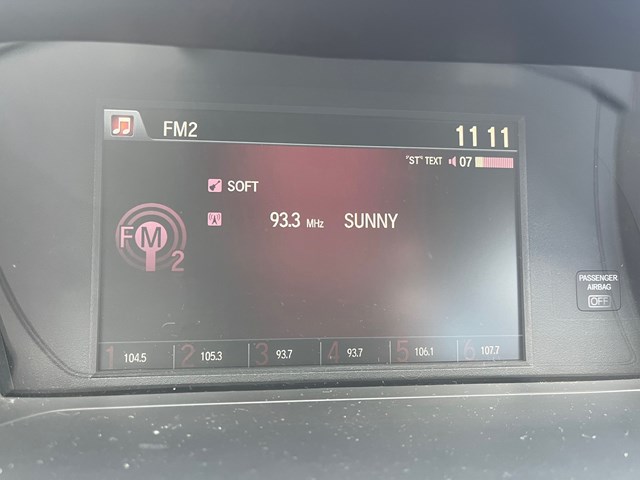 FM2 11 11
"ST" TEXT 07
SOFT
93.3 MHz SUNNY
FM2
1 104.5 2 105.3 3 93.7 4 93.7 5 106.1 6 107.7
PASSENGER
AIRBAG
OFF